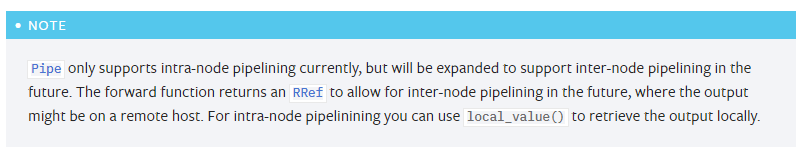 • NOTE
Pipe only supports intra-node pipelining currently, but will be expanded to support inter-node pipelining in the
future. The forward function returns an RRef to allow for inter-node pipelining in the future, where the output
might be on a remote host. For intra-node pipelinining you can use local_value() to retrieve the output locally.